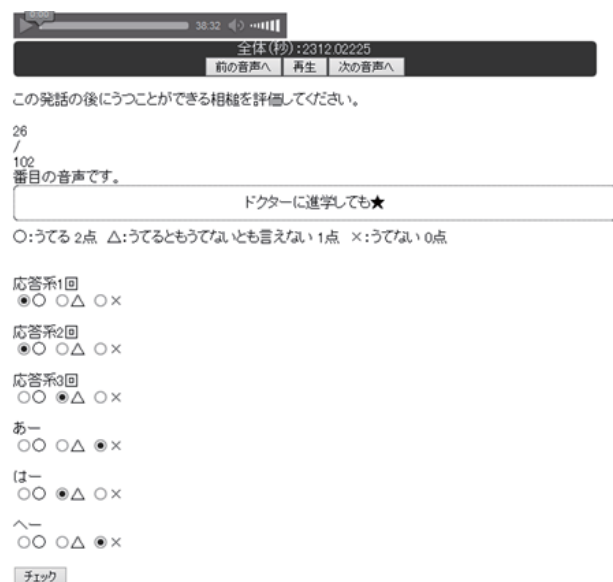 0:00
38:32
全体(秒):2312.02225
前の音声へ 再生 次の音声へ
この発話の後にうつことができる相槌を評価してください。
26
/
102
番目の音声です。
ドクターに進学しても★
〇:うてる 2点 △:うてるともうてないとも言えない 1点 ×:うてない 0点
応答系1回
◉〇 ○△ ○×
応答系2回
◉〇 ○△ ○×
応答系3回
○〇 ◉△ ○×
あー
○〇 ○△ ◉×
はー
○〇 ◉△ ○×
へー
○〇 ○△ ◉×
チェック